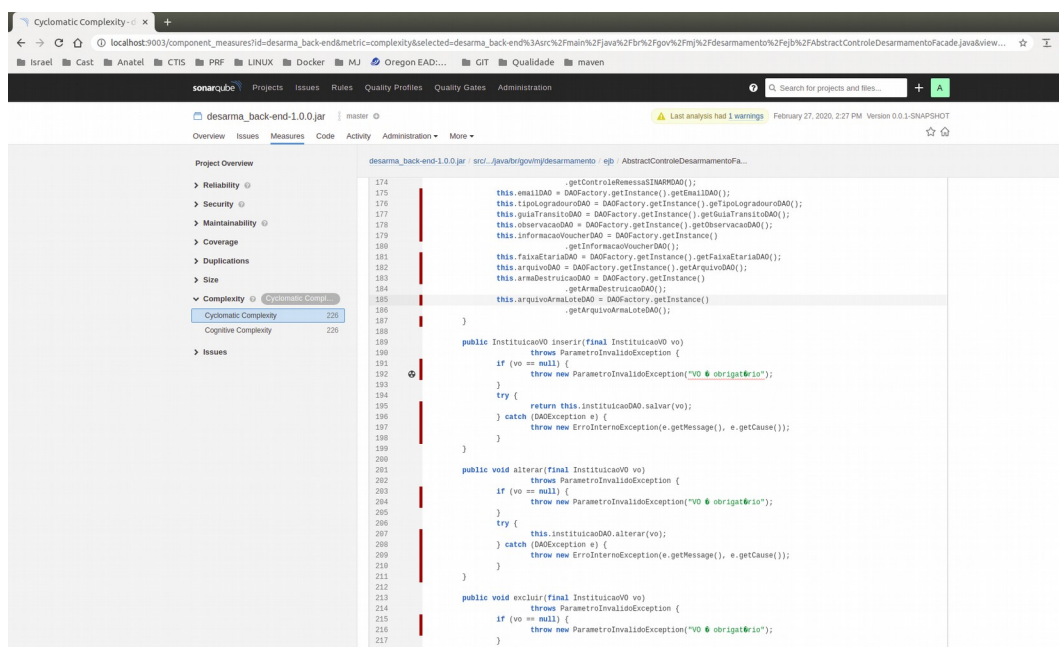 Cyclomatic Complexity - d
localhost:9003/component_measures?id=desarma_back-end&metric=complexity&selected=desarma_back-end%3Asrc%2Fmain%2Fjava%2Fbr%2Fgov%2Fmj%2Fdesarmamento%2Fejb%2FAbstractControleDesarmamentoFacade.java&view...
Israel Cast Anatel CTIS PRF LINUX Docker MJ Oregon EAD:... GIT Qualidade maven
sonarqube Projects Issues Rules Quality Profiles Quality Gates Administration Search for projects and files... + A
desarma_back-end-1.0.0.jar master Last analysis had 1 warnings February 27, 2020, 2:27 PM Version 0.0.1-SNAPSHOT
Overview Issues Measures Code Activity Administration More
Project Overview
Reliability
Security
Maintainability
Coverage
Duplications
Size
Complexity Cyclomatic Compl...
Cyclomatic Complexity 226
Cognitive Complexity 226
Issues
desarma_back-end-1.0.0.jar / src/.../java/br/gov/mj/desarmamento / ejb / AbstractControleDesarmamentoFa...
174 .getControleRemessaSINARMDAO();
175 this.emailDAO = DAOFactory.getInstance().getEmailDAO();
176 this.tipoLogradouroDAO = DAOFactory.getInstance().geTipoLogradouroDAO();
177 this.guiaTransitoDAO = DAOFactory.getInstance().getGuiaTransitoDAO();
178 this.observacaoDAO = DAOFactory.getInstance().getObservacaoDAO();
179 this.informacaoVoucherDAO = DAOFactory.getInstance()
180 .getInformacaoVoucherDAO();
181 this.faixaEtariaDAO = DAOFactory.getInstance().getFaixaEtariaDAO();
182 this.arquivoDAO = DAOFactory.getInstance().getArquivoDAO();
183 this.armaDestruicaoDAO = DAOFactory.getInstance()
184 .getArmaDestruicaoDAO();
185 this.arquivoArmaLoteDAO = DAOFactory.getInstance()
186 .getArquivoArmaLoteDAO();
187 }
188
189 public InstituicaoVO inserir(final InstituicaoVO vo)
190 throws ParametroInvalidoException {
191 if (vo == null) {
192 throw new ParametroInvalidoException("VO � obrigat�rio");
193 }
194 try {
195 return this.instituicaoDAO.salvar(vo);
196 } catch (DAOException e) {
197 throw new ErroInternoException(e.getMessage(), e.getCause());
198 }
199 }
200
201 public void alterar(final InstituicaoVO vo)
202 throws ParametroInvalidoException {
203 if (vo == null) {
204 throw new ParametroInvalidoException("VO � obrigat�rio");
205 }
206 try {
207 this.instituicaoDAO.alterar(vo);
208 } catch (DAOException e) {
209 throw new ErroInternoException(e.getMessage(), e.getCause());
210 }
211 }
212
213 public void excluir(final InstituicaoVO vo)
214 throws ParametroInvalidoException {
215 if (vo == null) {
216 throw new ParametroInvalidoException("VO � obrigat�rio");
217 }